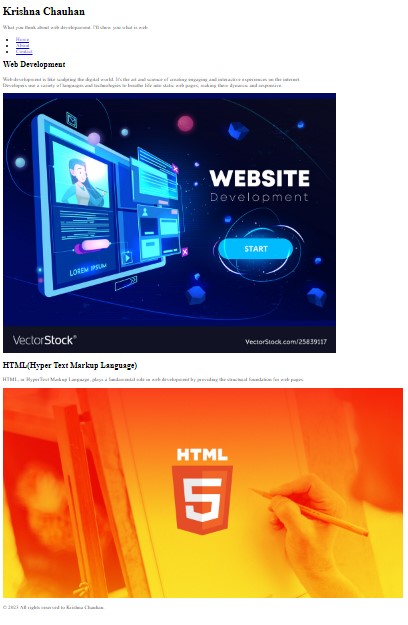 Krishna Chauhan
What you think about web development. I'll show you what is web.
Home
About
Contact
Web Development
Web development is like sculpting the digital world. It's the art and science of creating engaging and interactive experiences on the internet.
Developers use a variety of languages and technologies to breathe life into static web pages, making them dynamic and responsive.
WEBSITE
Development
START
LOREM IPSUM
VectorStock®
VectorStock.com/25839117
HTML(Hyper Text Markup Language)
HTML, or HyperText Markup Language, plays a fundamental role in web development by providing the structural foundation for web pages.
HTML
5
© 2023 All rights reserved to Krishna Chauhan